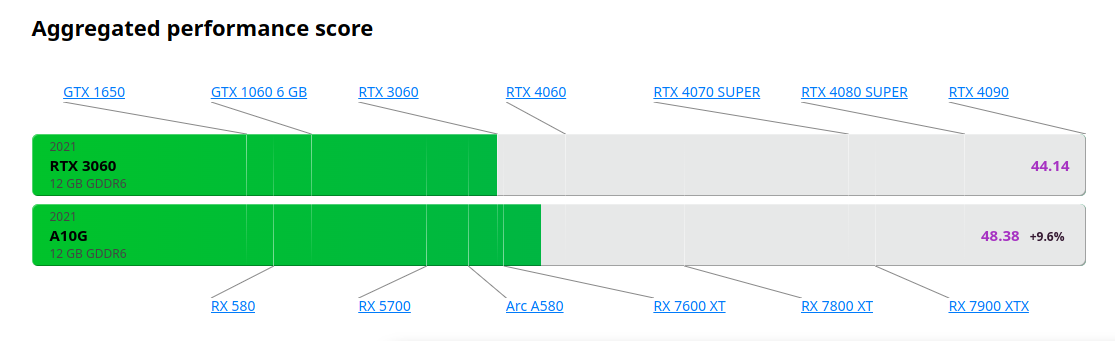 Aggregated performance score
GTX 1650 GTX 1060 6 GB RTX 3060 RTX 4060 RTX 4070 SUPER RTX 4080 SUPER RTX 4090
2021
RTX 3060 44.14
12 GB GDDR6
2021
A10G 48.38 +9.6%
12 GB GDDR6
RX 580 RX 5700 Arc A580 RX 7600 XT RX 7800 XT RX 7900 XTX